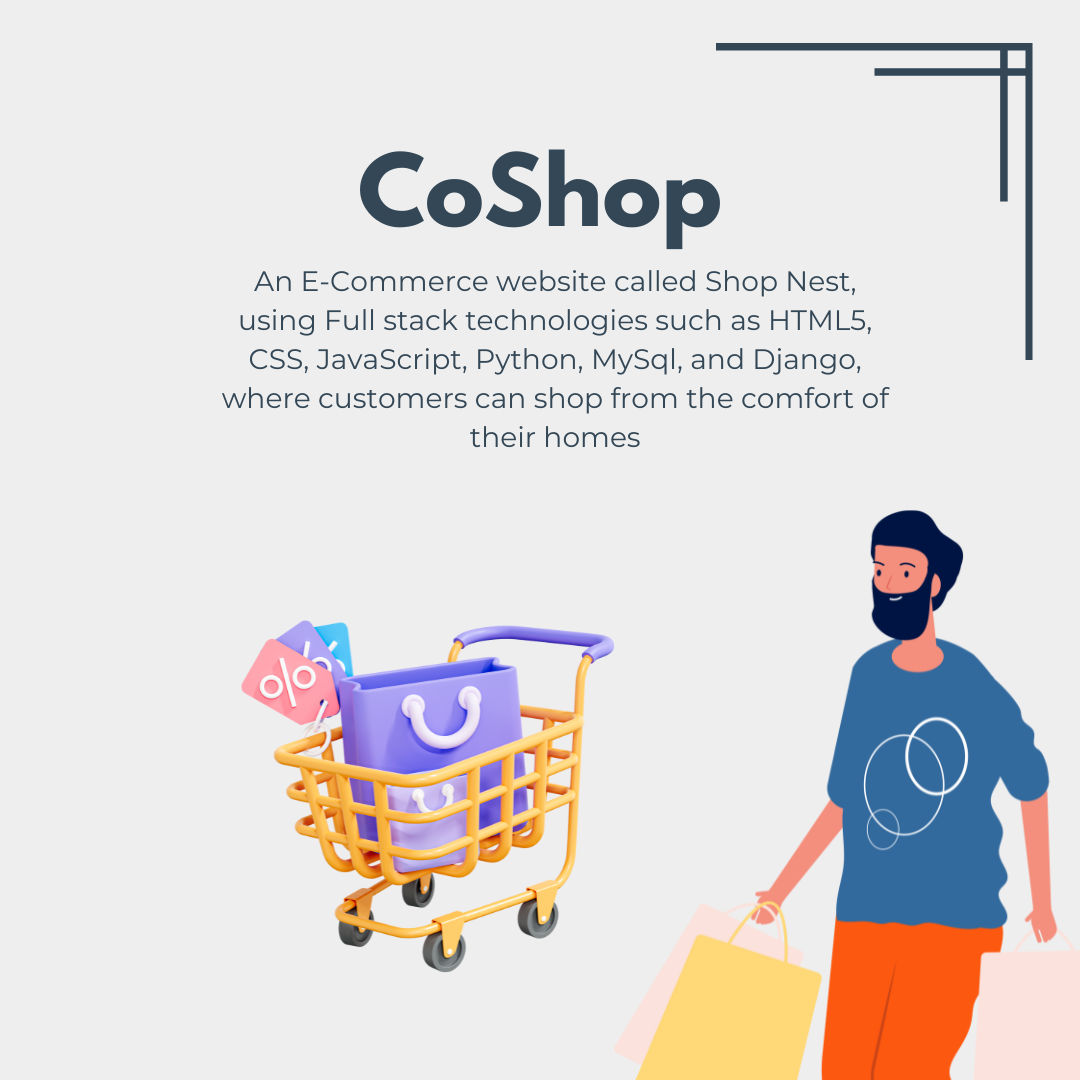 CoShop
An E-Commerce website called Shop Nest,
using Full stack technologies such as HTML5,
CSS, JavaScript, Python, MySql, and Django,
where customers can shop from the comfort of
their homes
%
%